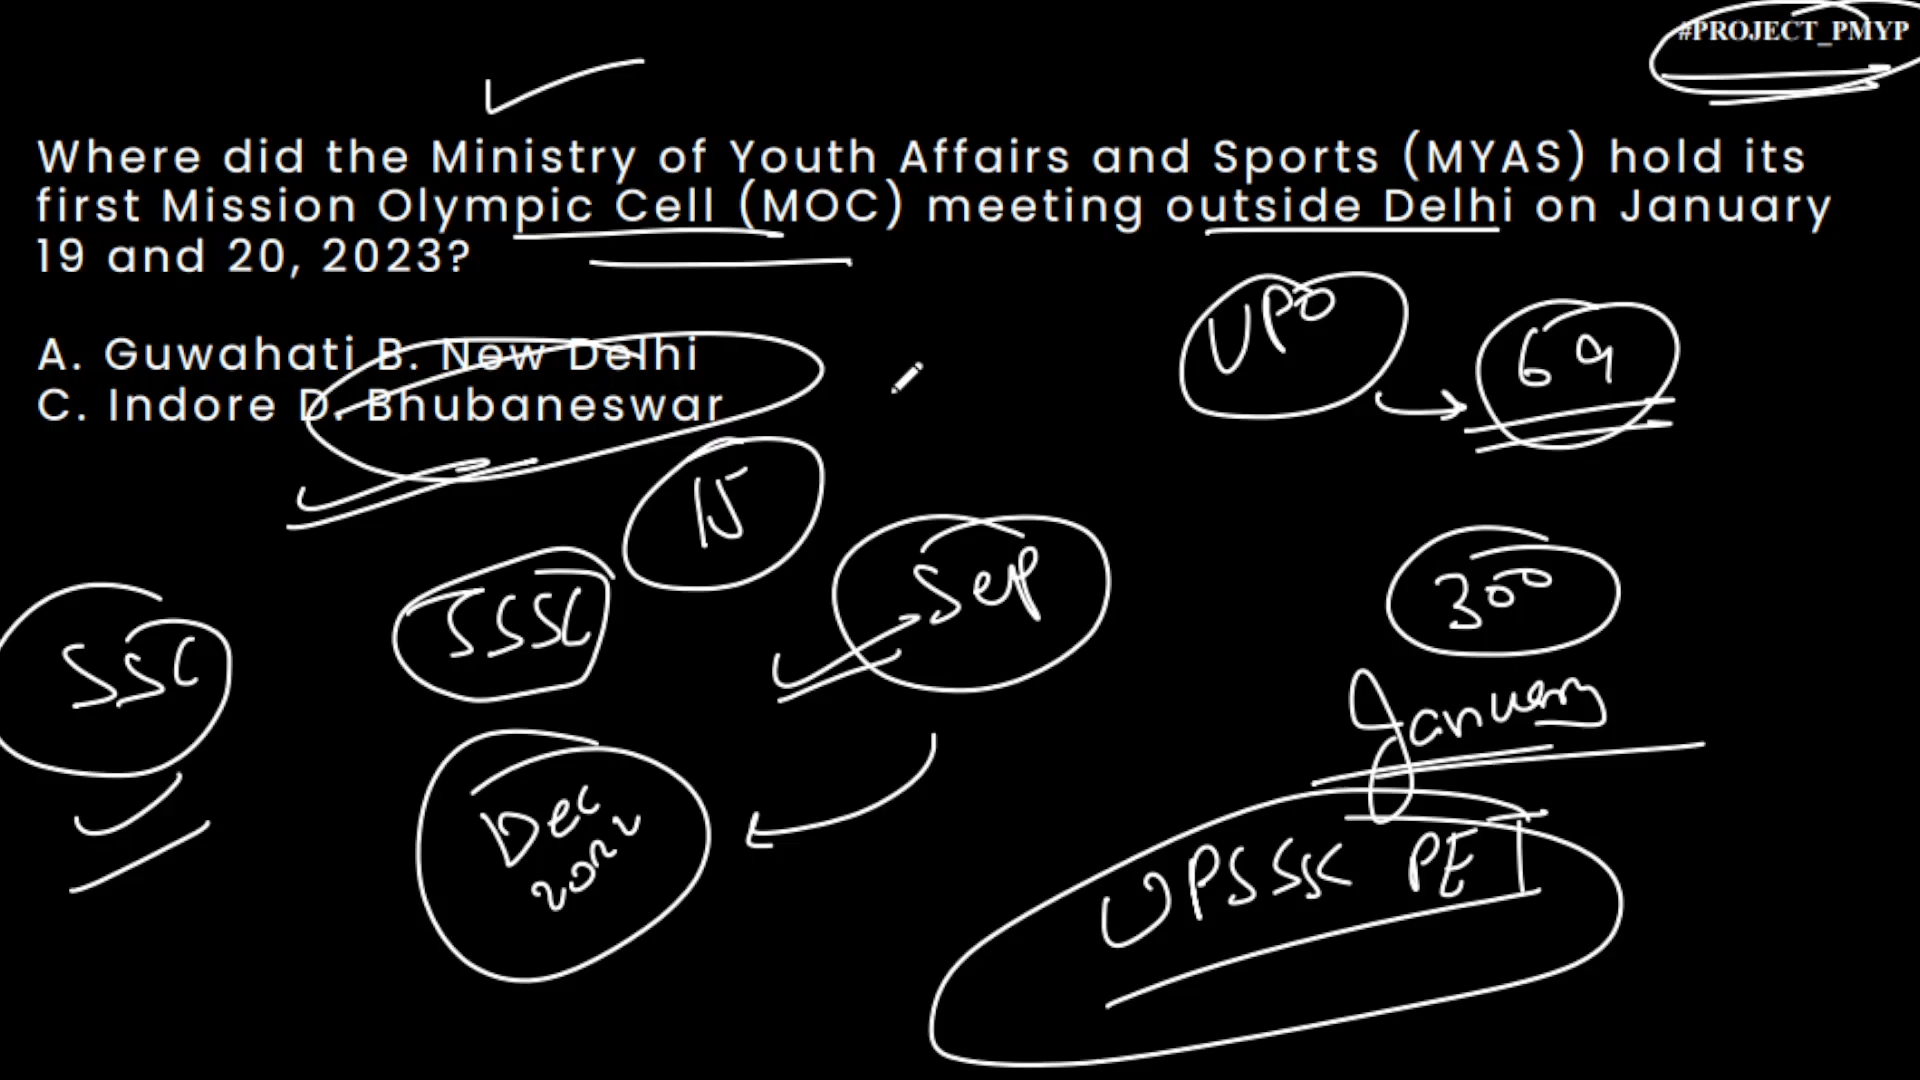 #PROJECT_PMYP
Where did the Ministry of Youth Affairs and Sports (MYAS) hold its
first Mission Olympic Cell (MOC) meeting outside Delhi on January
19 and 20, 2023?
A. Guwahati B. New Delhi
C. Indore D. Bhubaneswar
UPO
69
15
SSC
SSSC
Sep
300
January
Dec
2022
UPSSSC PET